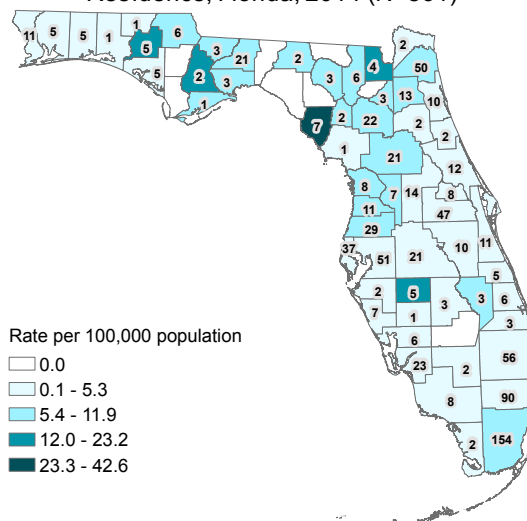 Residence, Florida, 2014
11 5 5 1 1 6
5 3 21 2 4 2
5 2 3 3 6 50
1 3 13 10
7 2 22 2 2
1 21 12
8 7 14 8
11 47
29
37 51 21 10 11
5
2 5 3 3 6
7 1 3
6
23 2 56
8 90
2 154
Rate per 100,000 population
0.0
0.1 - 5.3
5.4 - 11.9
12.0 - 23.2
23.3 - 42.6